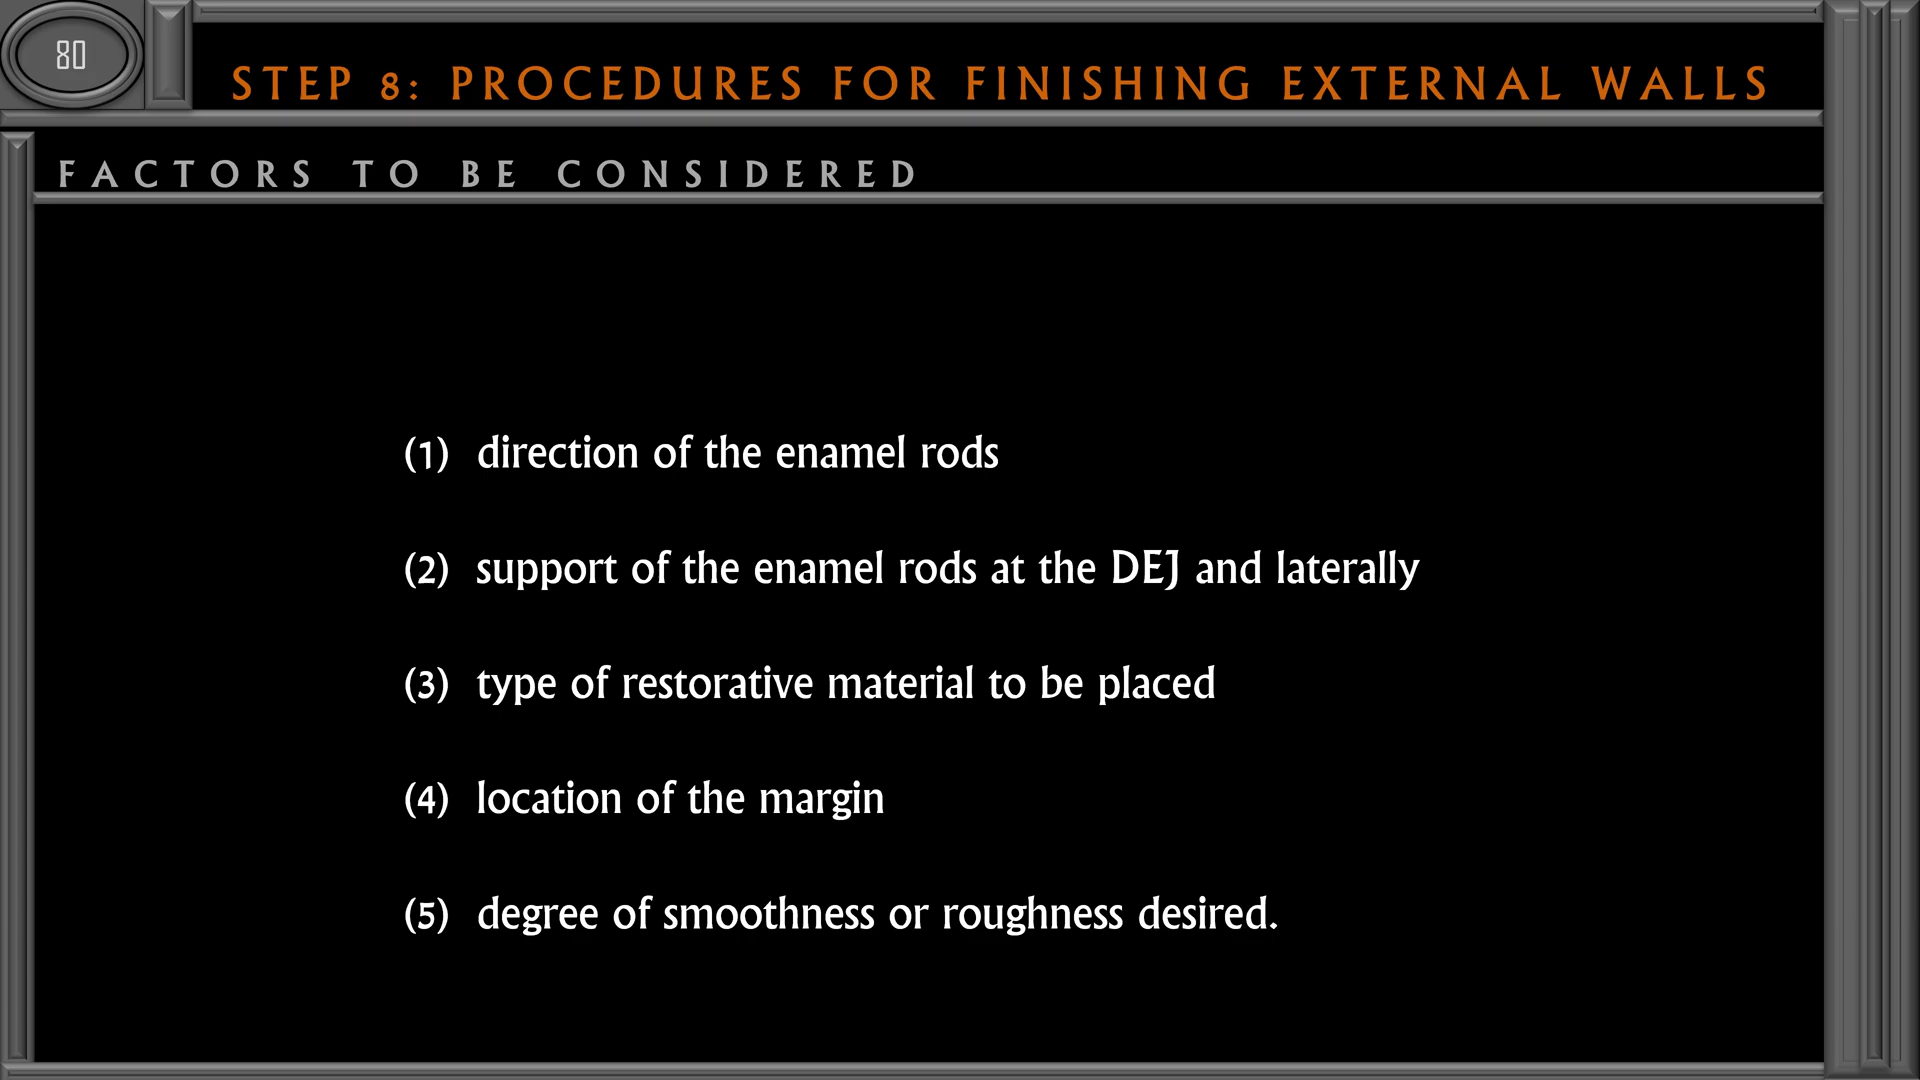 80
STEP 8: PROCEDURES FOR FINISHING EXTERNAL WALLS
FACTORS TO BE CONSIDERED
(1) direction of the enamel rods
(2) support of the enamel rods at the DEJ and laterally
(3) type of restorative material to be placed
(4) location of the margin
(5) degree of smoothness or roughness desired.